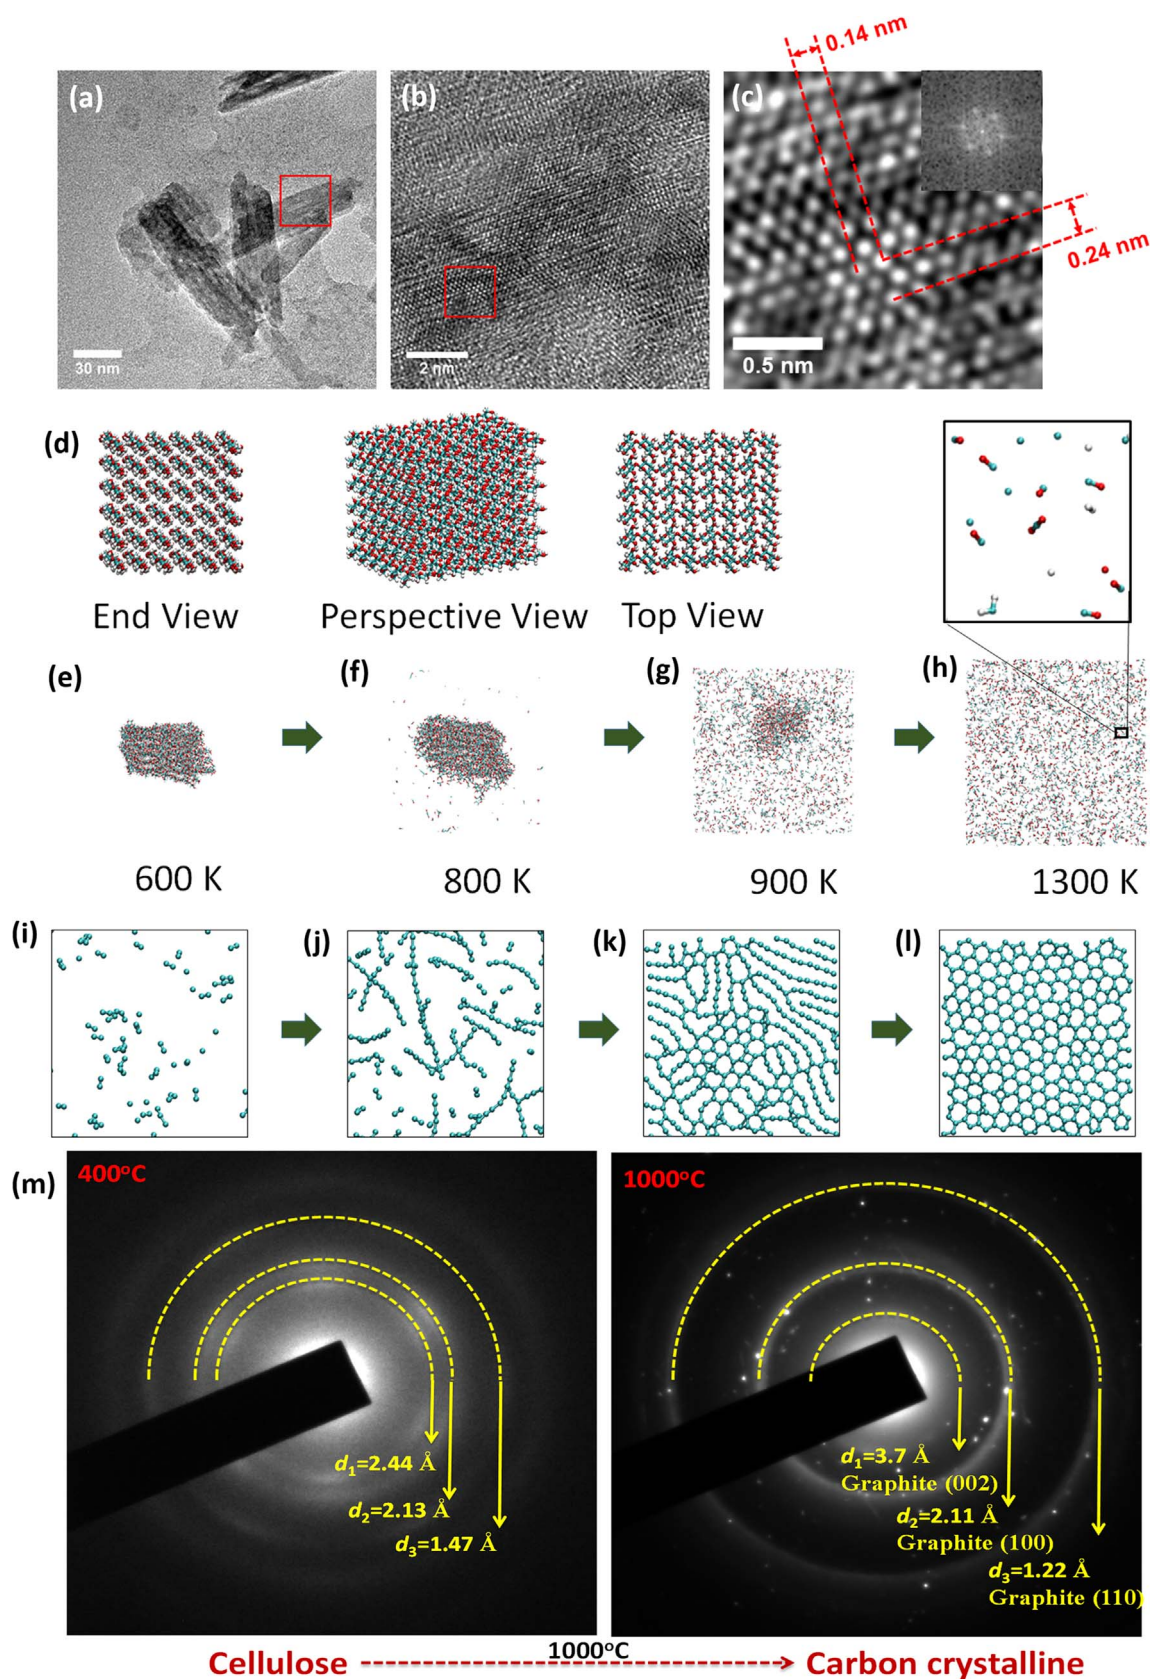 0.14 nm
(a)
(b)
(c)
0.24 nm
30 nm
2 nm
0.5 nm
(d)
End View
Perspective View
Top View
(e)
(f)
(g)
(h)
600 K
800 K
900 K
1300 K
(i)
(j)
(k)
(l)
(m)
400°C
1000°C
d₁=2.44 Å
d₂=2.13 Å
d₃=1.47 Å
d₁=3.7 Å
Graphite (002)
d₂=2.11 Å
Graphite (100)
d₃=1.22 Å
Graphite (110)
1000°C
Cellulose
Carbon crystalline